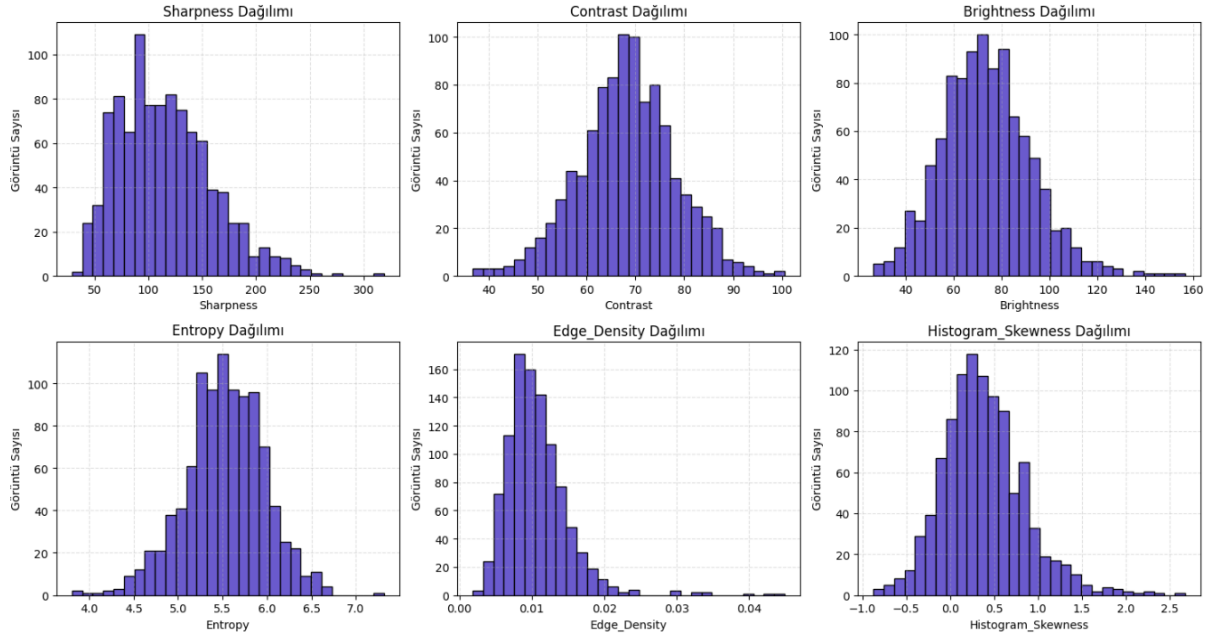 Sharpness Dağılımı
Görüntü Sayısı
100
80
60
40
20
0
50 100 150 200 250 300
Sharpness
Contrast Dağılımı
Görüntü Sayısı
100
80
60
40
20
0
40 50 60 70 80 90 100
Contrast
Brightness Dağılımı
Görüntü Sayısı
100
80
60
40
20
0
40 60 80 100 120 140 160
Brightness
Entropy Dağılımı
Görüntü Sayısı
100
80
60
40
20
0
4.0 4.5 5.0 5.5 6.0 6.5 7.0
Entropy
Edge_Density Dağılımı
Görüntü Sayısı
160
140
120
100
80
60
40
20
0
0.00 0.01 0.02 0.03 0.04
Edge_Density
Histogram_Skewness Dağılımı
Görüntü Sayısı
120
100
80
60
40
20
0
−1.0 −0.5 0.0 0.5 1.0 1.5 2.0 2.5
Histogram_Skewness